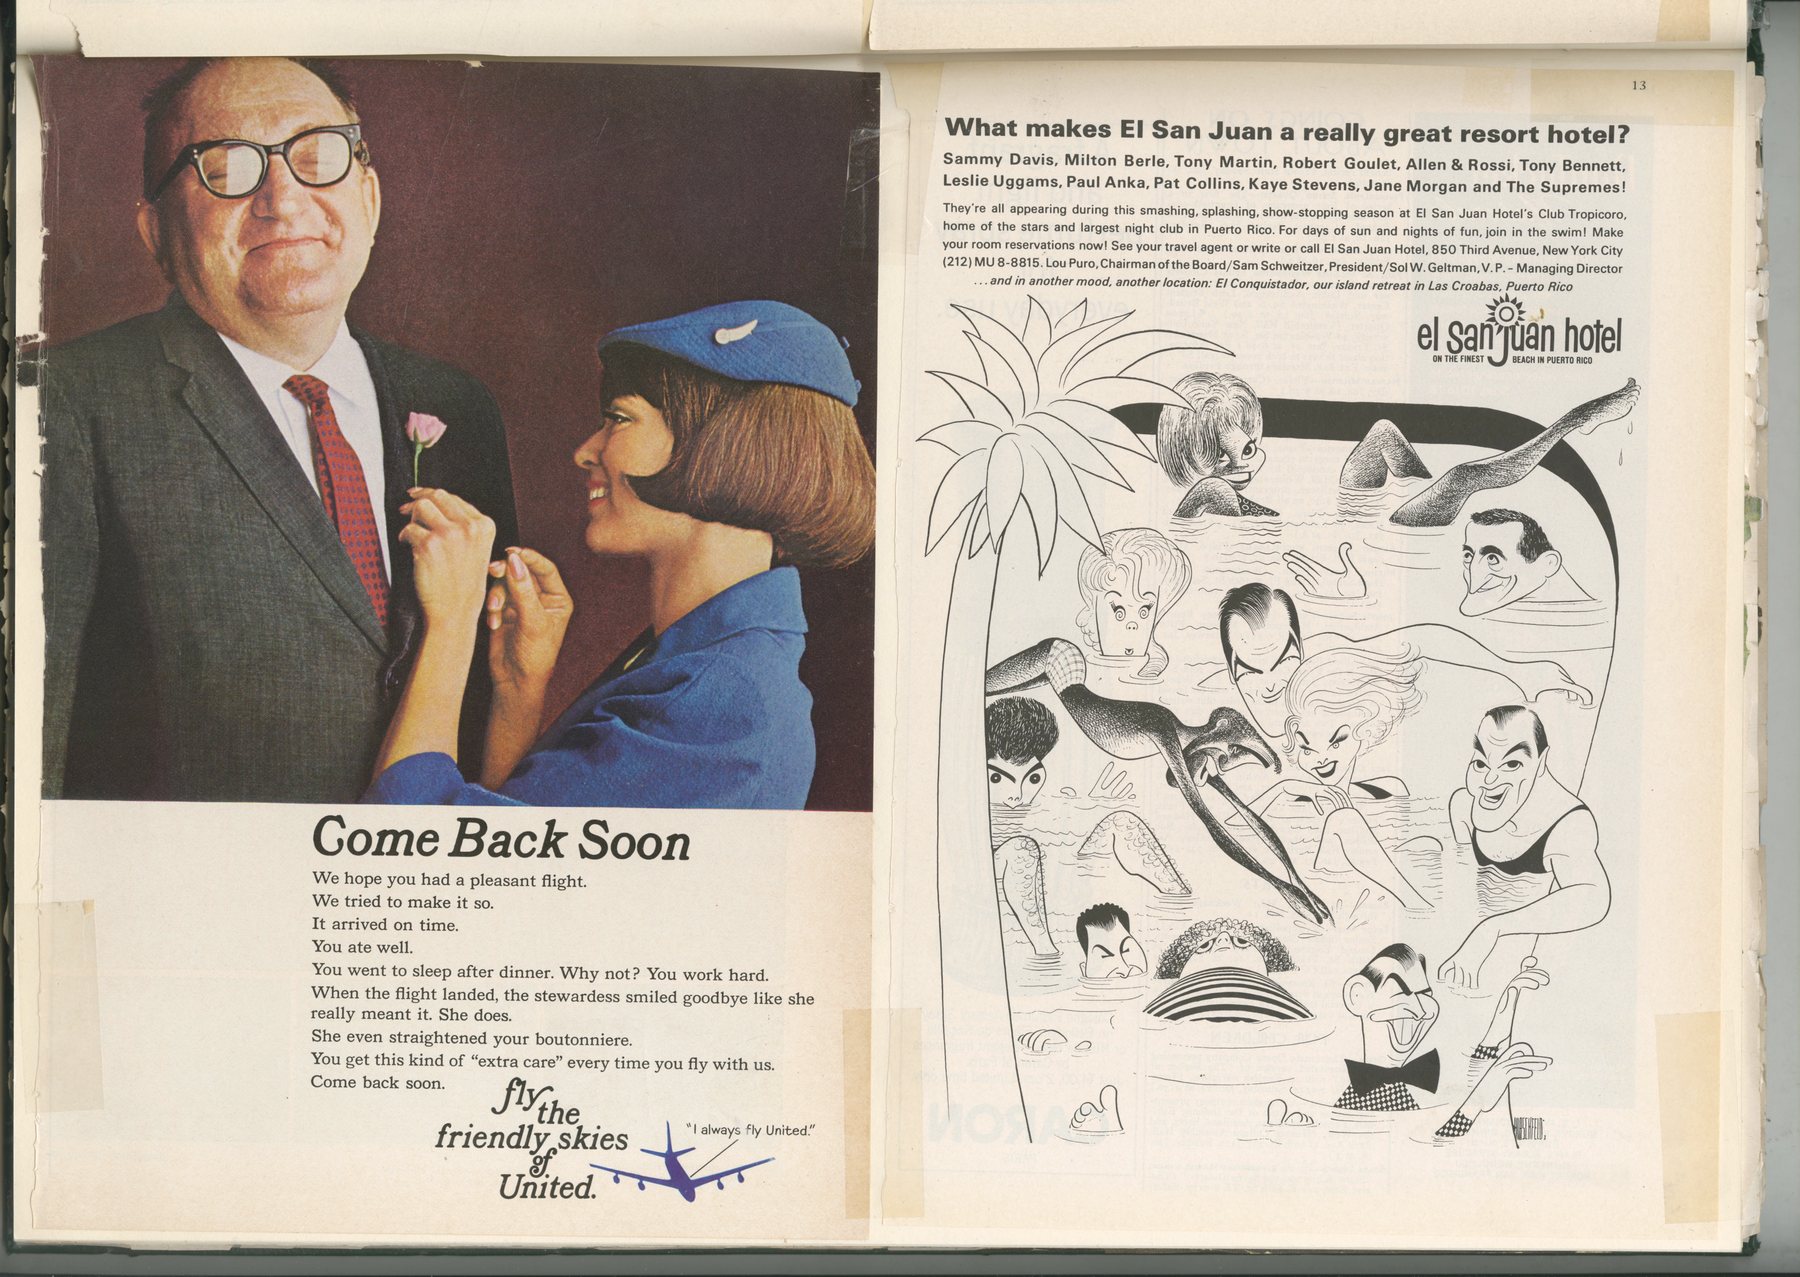 Come Back Soon
We hope you had a pleasant flight.
We tried to make it so.
It arrived on time.
You ate well.
You went to sleep after dinner. Why not? You work hard.
When the flight landed, the stewardess smiled goodbye like she
really meant it. She does.
She even straightened your boutonniere.
You get this kind of “extra care” every time you fly with us.
Come back soon.
fly
the
friendly skies
of
United.
"I always fly United."
13
What makes El San Juan a really great resort hotel?
Sammy Davis, Milton Berle, Tony Martin, Robert Goulet, Allen & Rossi, Tony Bennett,
Leslie Uggams, Paul Anka, Pat Collins, Kaye Stevens, Jane Morgan and The Supremes!
They're all appearing during this smashing, splashing, show-stopping season at El San Juan Hotel's Club Tropicoro,
home of the stars and largest night club in Puerto Rico. For days of sun and nights of fun, join in the swim! Make
your room reservations now! See your travel agent or write or call El San Juan Hotel, 850 Third Avenue, New York City
(212) MU 8-8815. Lou Puro, Chairman of the Board/Sam Schweitzer, President/Sol W. Geltman, V. P. – Managing Director
...and in another mood, another location: El Conquistador, our island retreat in Las Croabas, Puerto Rico
el san juan hotel
ON THE FINEST BEACH IN PUERTO RICO
HIRSCHFELD